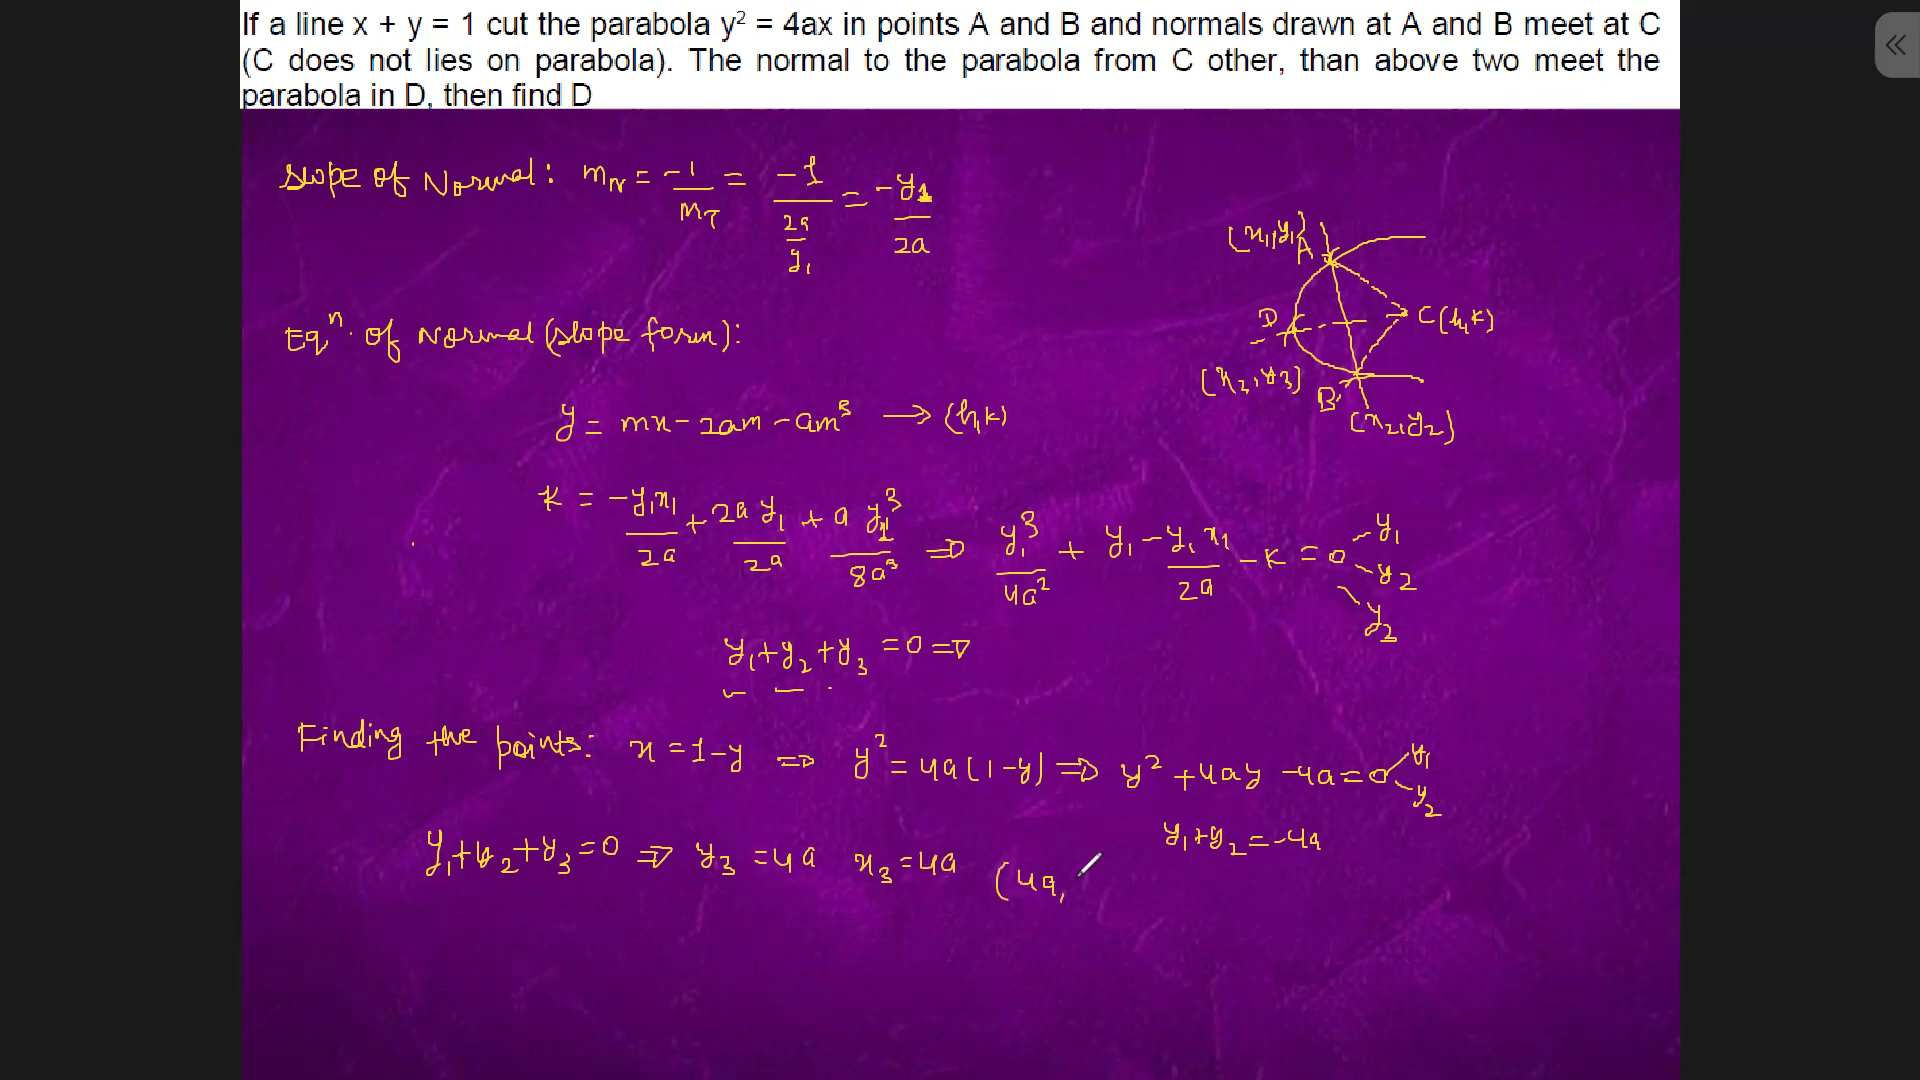 If a line x + y = 1 cut the parabola y² = 4ax in points A and B and normals drawn at A and B meet at C
(C does not lies on parabola). The normal to the parabola from C other, than above two meet the
parabola in D, then find D
Slope of Normal: m_N = -1/m_T = -1/(2a/y₁) = -y₁/2a
(x₁,y₁) A
D C(h,k)
(x₂,y₃) B
(x₂,y₂)
Eqⁿ. of Normal (slope form):
y = mx - 2am - am³ → (h,k)
k = -y₁x₁/2a + 2a y₁/2a + a y₁³/8a³ ⇒ y₁³/4a² + y₁ - y₁x₁/2a - k = 0 y₁ y₂ y₂
y₁+y₂+y₃ = 0 ⇒
Finding the points: x = 1-y ⇒ y² = 4a(1-y) ⇒ y² + 4ay - 4a = 0 y₁ y₂
y₁+y₂ = -4a
y₁+y₂+y₃ = 0 ⇒ y₃ = 4a x₃ = 4a (4a,